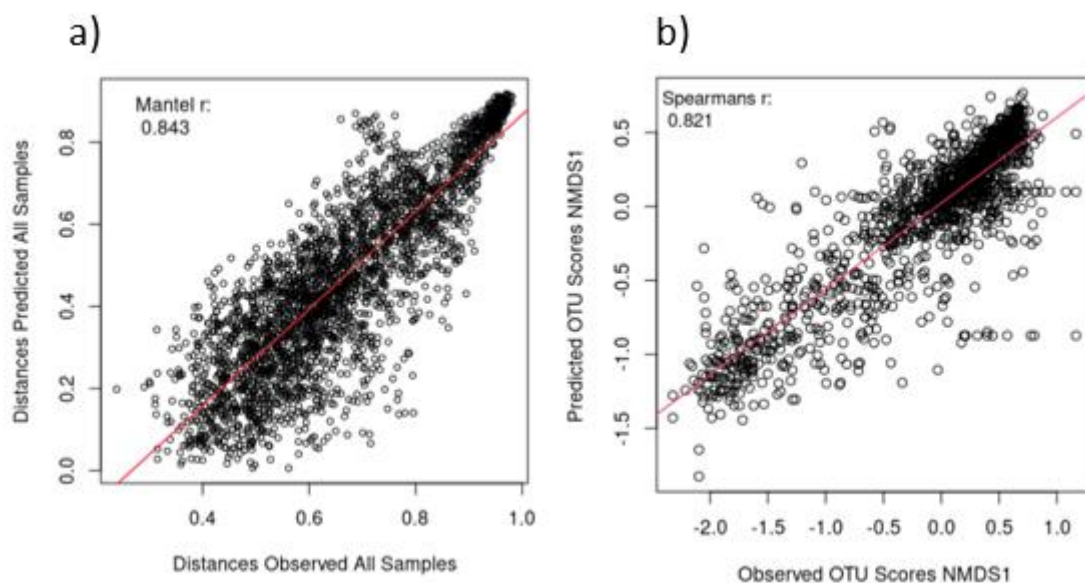 a)
Mantel r:
0.843
Distances Predicted All Samples
0.8
0.6
0.4
0.2
0.0
0.4 0.6 0.8 1.0
Distances Observed All Samples
b)
Spearmans r:
0.821
Predicted OTU Scores NMDS1
0.5
0.0
-0.5
-1.0
-1.5
-2.0 -1.5 -1.0 -0.5 0.0 0.5 1.0
Observed OTU Scores NMDS1